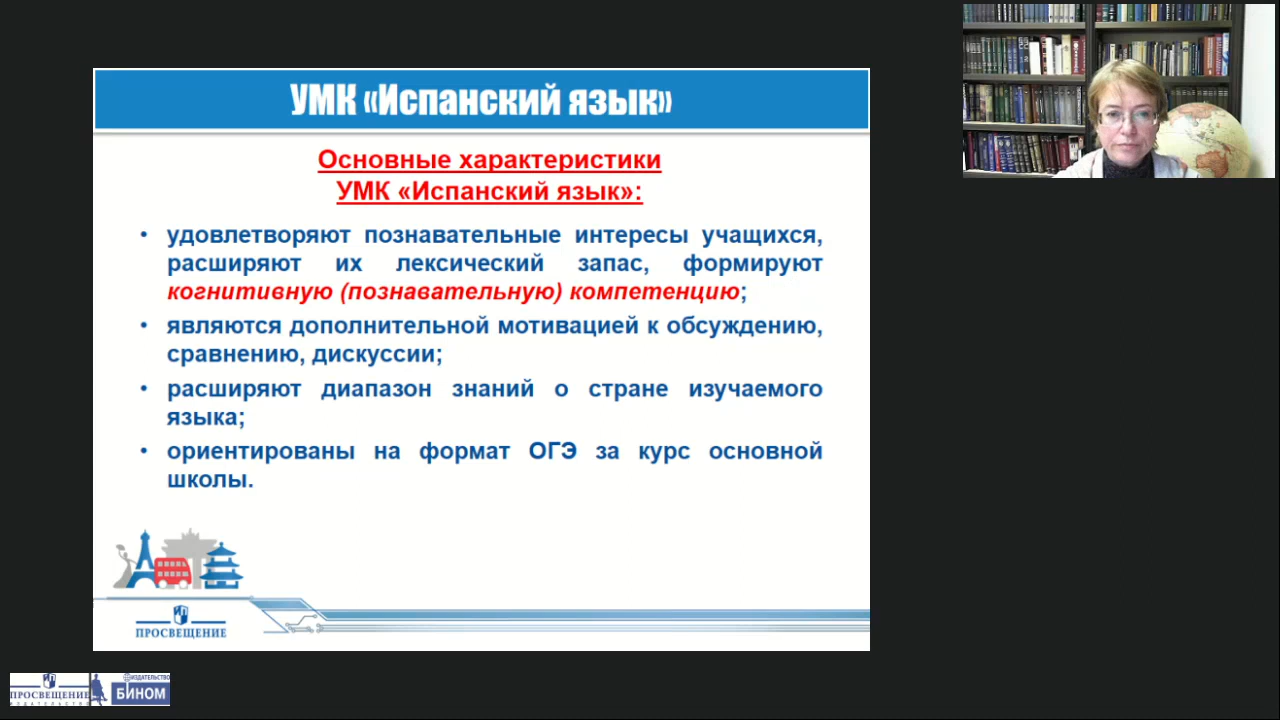 УМК «Испанский язык»
Основные характеристики
УМК «Испанский язык»:
• удовлетворяют познавательные интересы учащихся,
расширяют их лексический запас, формируют
когнитивную (познавательную) компетенцию;
• являются дополнительной мотивацией к обсуждению,
сравнению, дискуссии;
• расширяют диапазон знаний о стране изучаемого
языка;
• ориентированы на формат ОГЭ за курс основной
школы.
ПРОСВЕЩЕНИЕ
ПРОСВЕЩЕНИЕ
ИЗДАТЕЛЬСТВО
ИЗДАТЕЛЬСТВО
БИНОМ